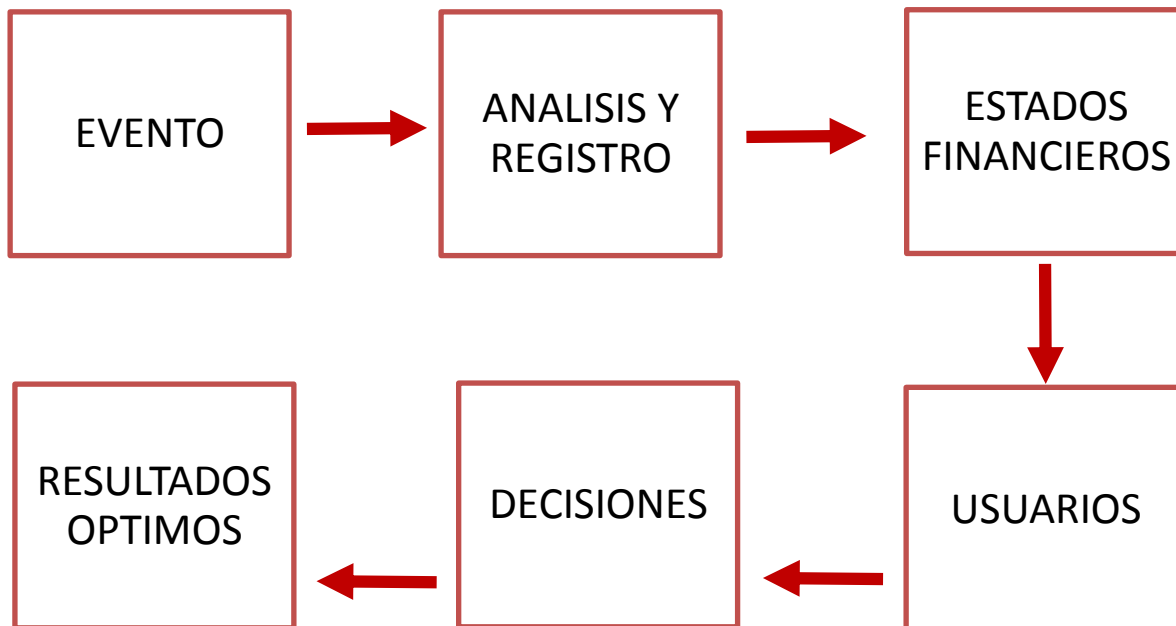 EVENTO
ANALISIS Y
REGISTRO
ESTADOS
FINANCIEROS
USUARIOS
DECISIONES
RESULTADOS
OPTIMOS